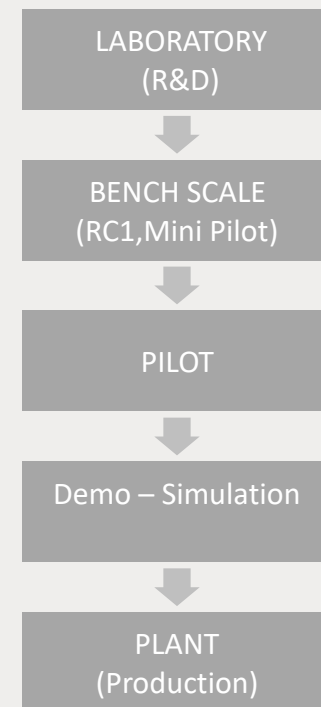 LABORATORY
(R&D)
BENCH SCALE
(RC1,Mini Pilot)
PILOT
Demo – Simulation
PLANT
(Production)